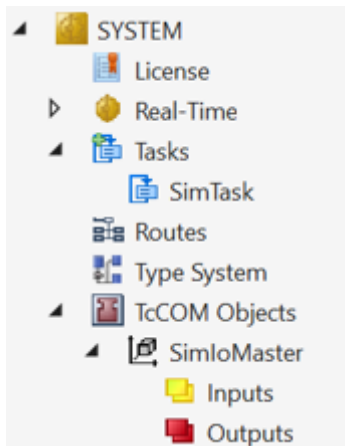 SYSTEM
License
Real-Time
Tasks
SimTask
Routes
Type System
TcCOM Objects
SimIoMaster
Inputs
Outputs